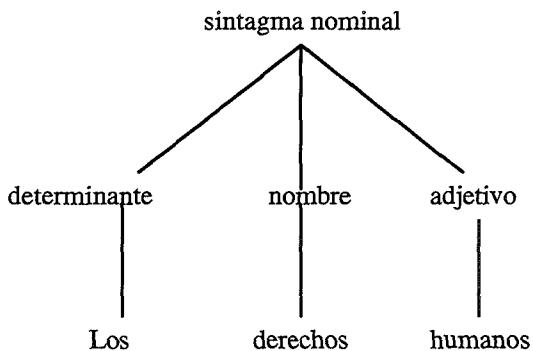 sintagma nominal
determinante nombre adjetivo
Los derechos humanos